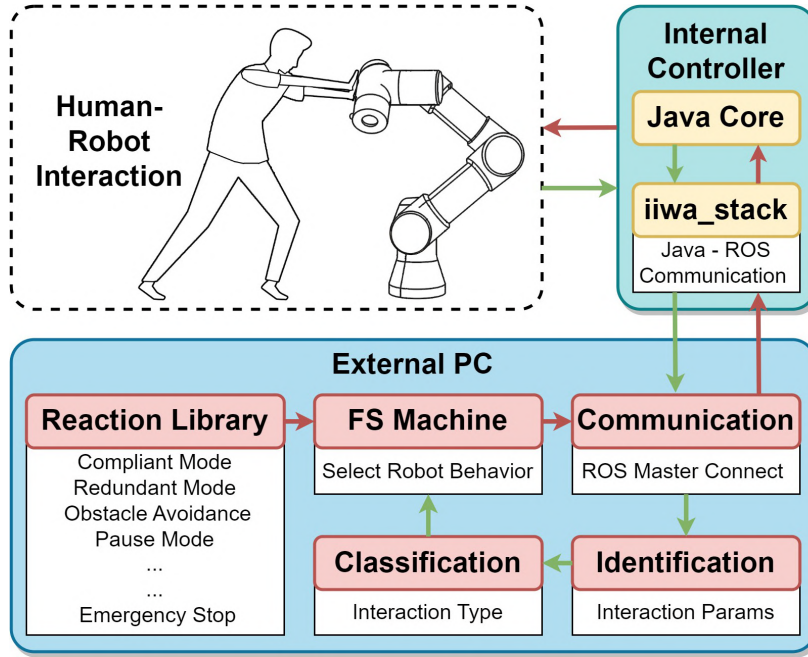 Human-
Robot
Interaction
Internal
Controller
Java Core
iiwa_stack
Java - ROS
Communication
External PC
Reaction Library
Compliant Mode
Redundant Mode
Obstacle Avoidance
Pause Mode
...
...
Emergency Stop
FS Machine
Select Robot Behavior
Communication
ROS Master Connect
Classification
Interaction Type
Identification
Interaction Params